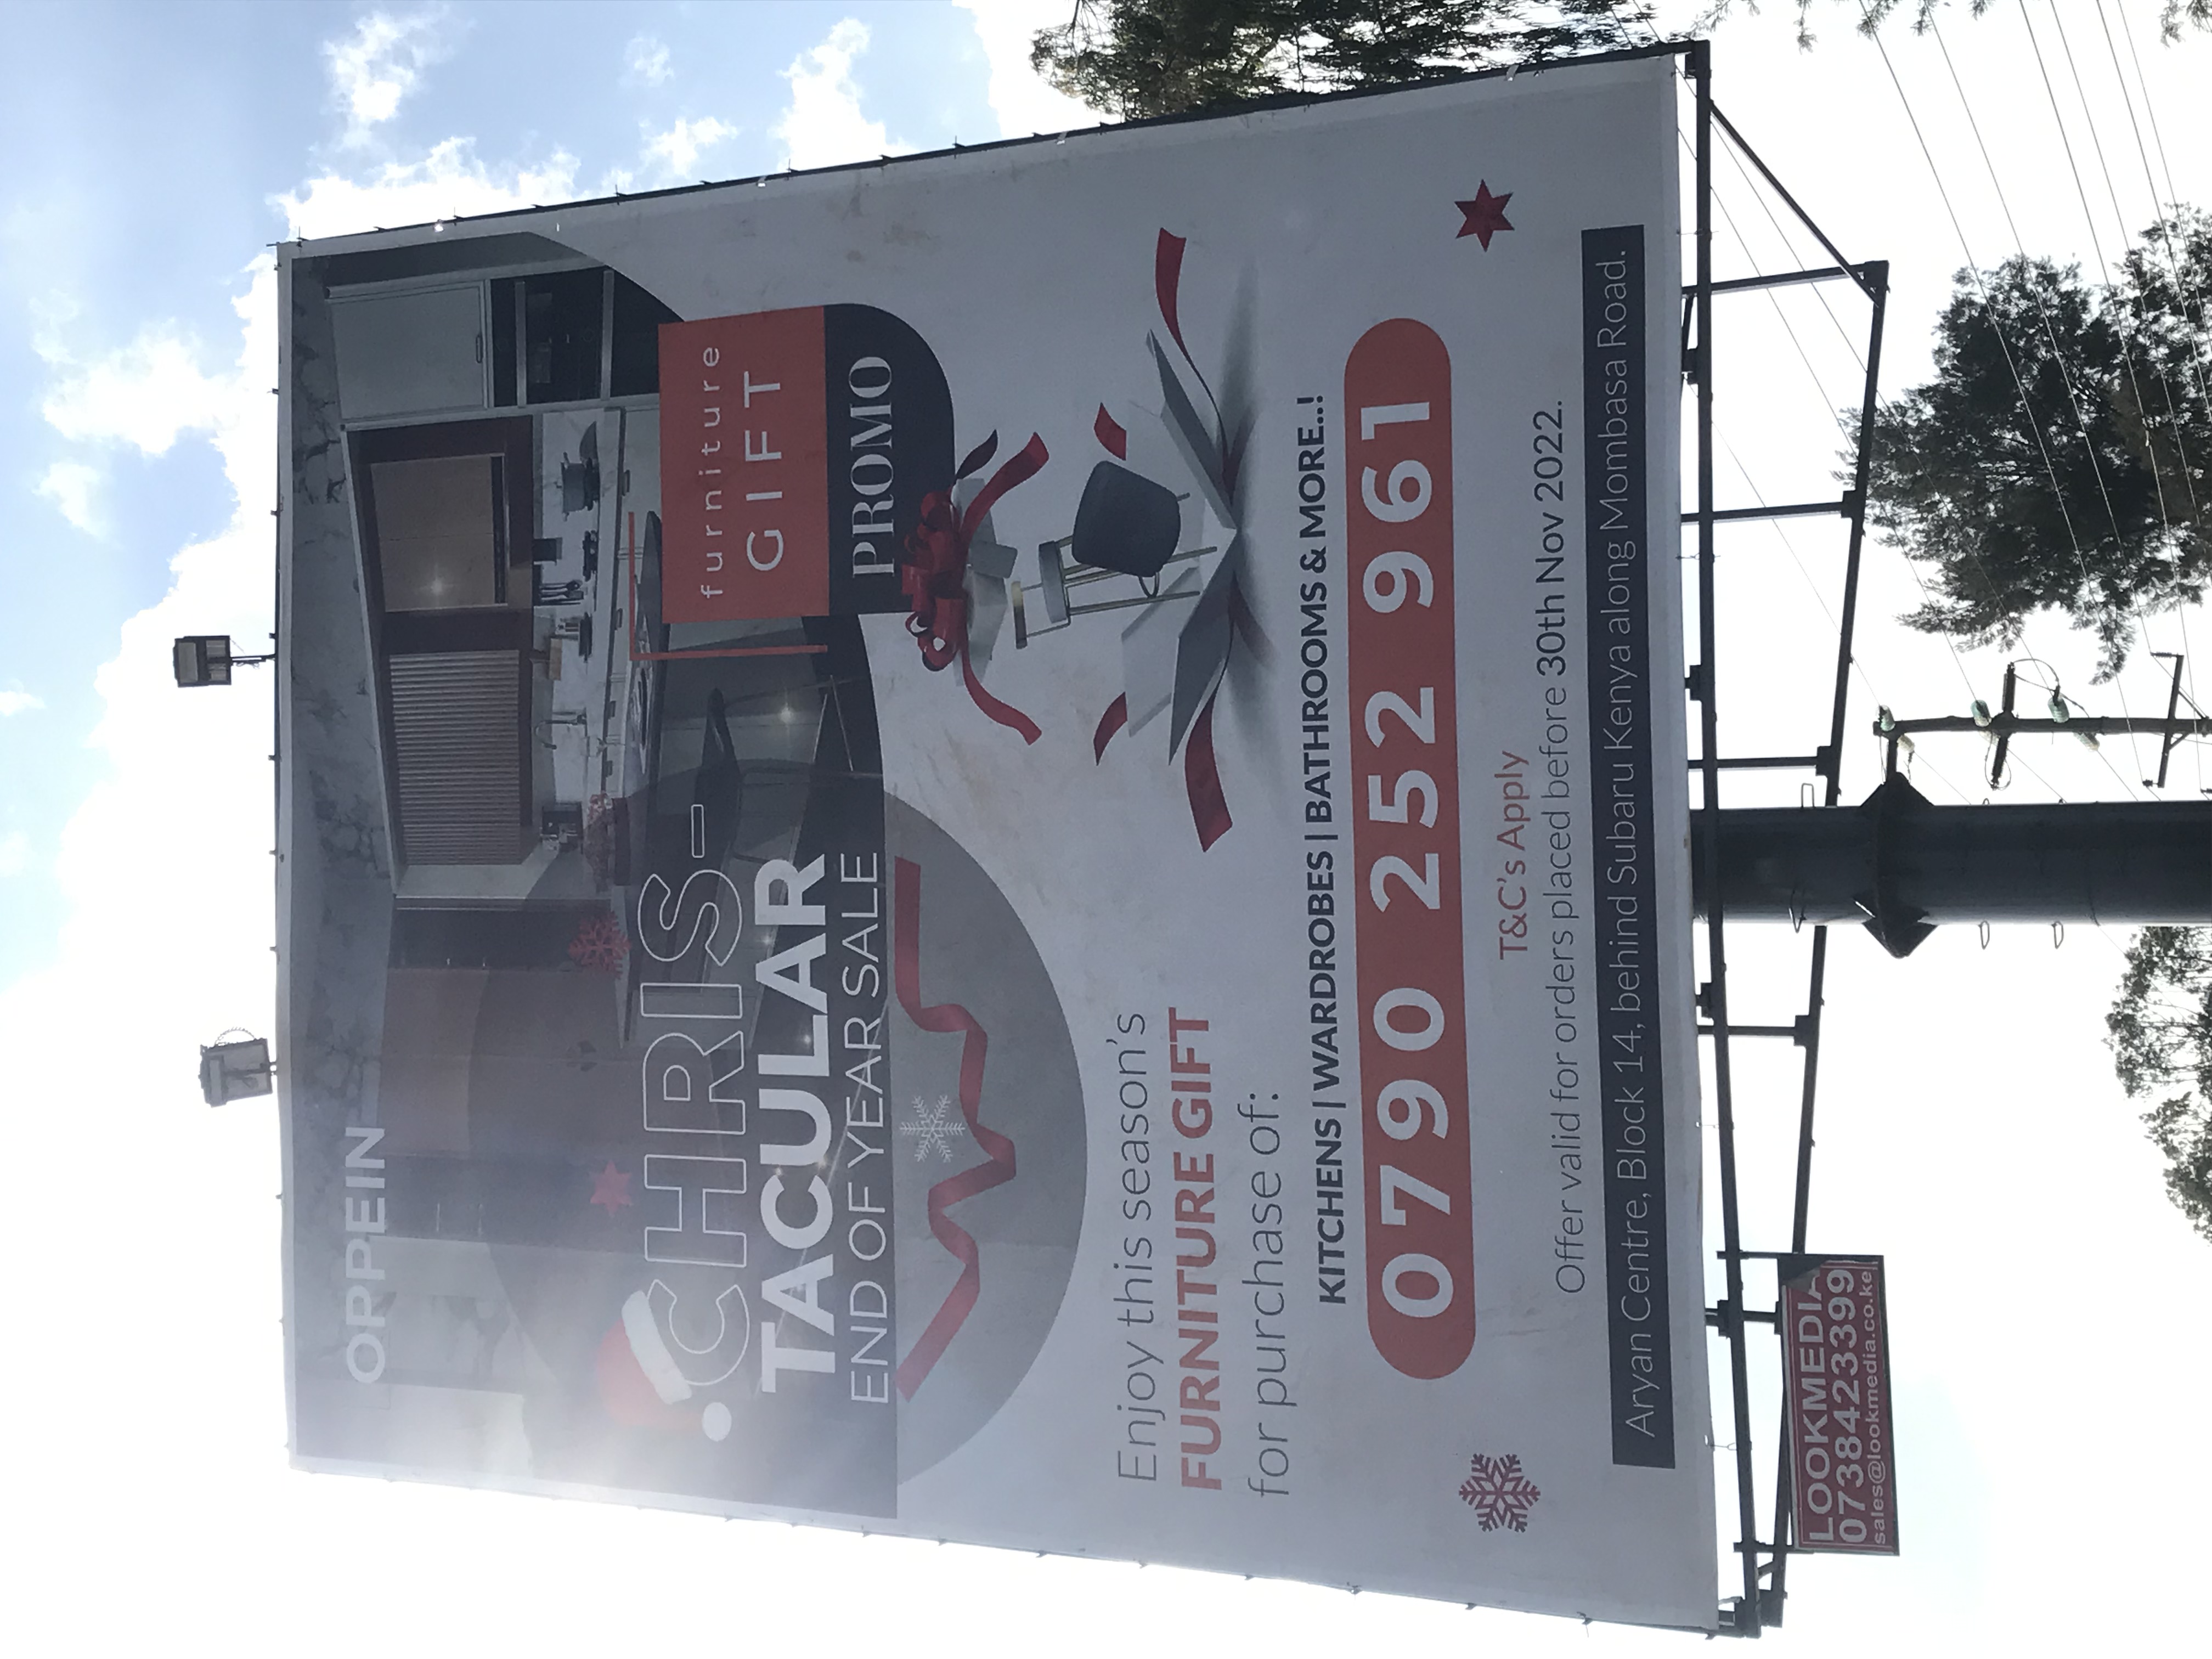 OPPEIN
CHRIS-
TACULAR
END OF YEAR SALE
furniture
GIFT
PROMO
Enjoy this season's
FURNITURE GIFT
for purchase of:
KITCHENS | WARDROBES | BATHROOMS & MORE..!
0790 252 961
T&C's Apply
Offer valid for orders placed before 30th Nov 2022.
Aryan Centre, Block 14, behind Subaru Kenya along Mombasa Road.
LOOKMEDIA
0738423399
sales@lookmedia.co.ke